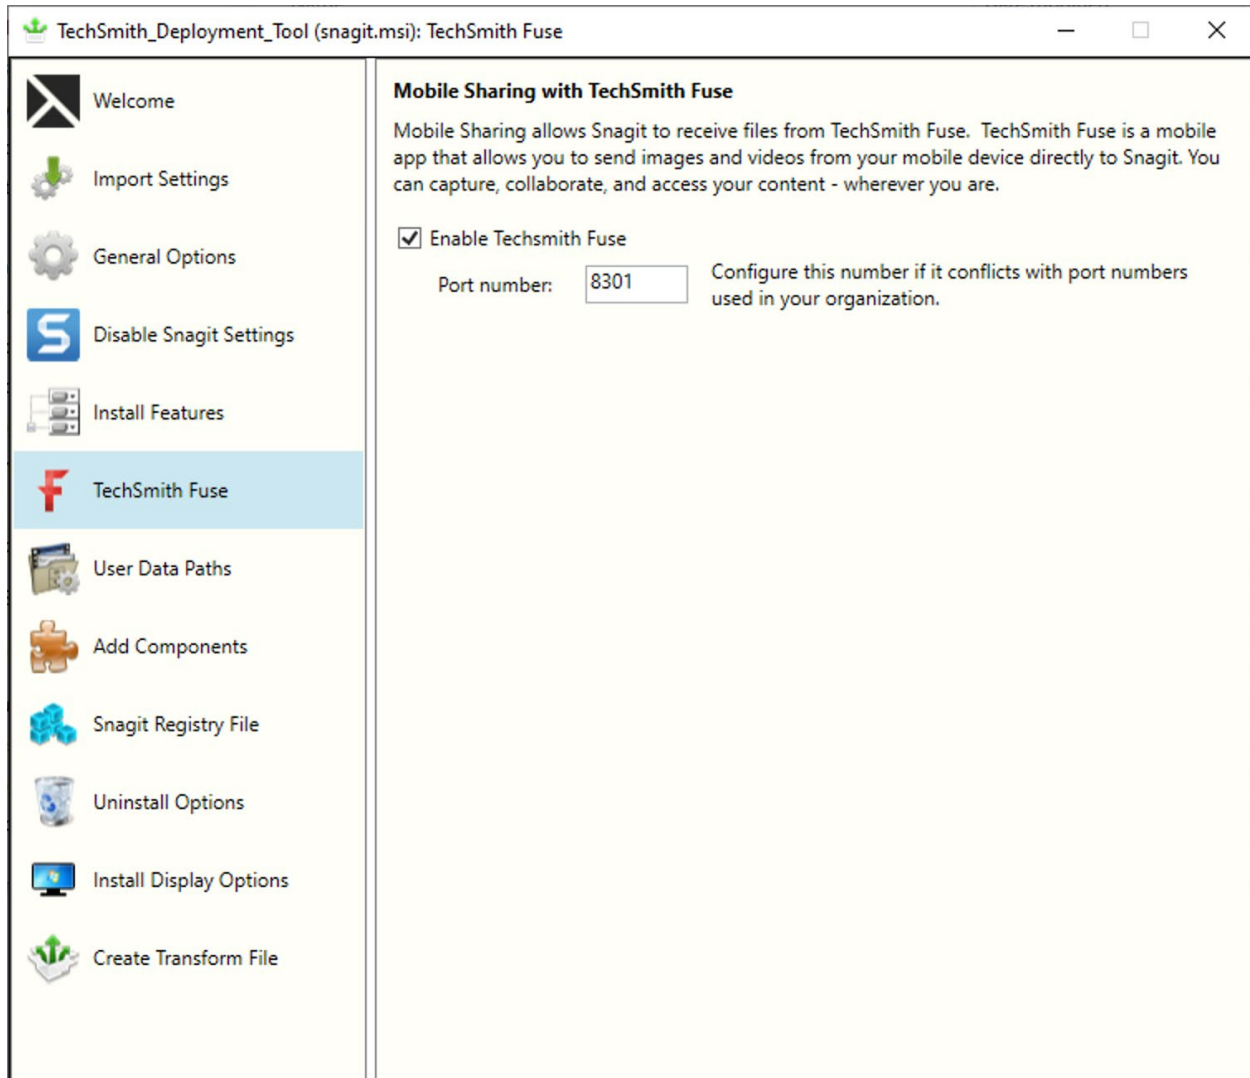 TechSmith_Deployment_Tool (snagit.msi): TechSmith Fuse
Welcome
Import Settings
General Options
Disable Snagit Settings
Install Features
TechSmith Fuse
User Data Paths
Add Components
Snagit Registry File
Uninstall Options
Install Display Options
Create Transform File
Mobile Sharing with TechSmith Fuse
Mobile Sharing allows Snagit to receive files from TechSmith Fuse.  TechSmith Fuse is a mobile
app that allows you to send images and videos from your mobile device directly to Snagit. You
can capture, collaborate, and access your content - wherever you are.
Enable Techsmith Fuse
Port number: 8301
Configure this number if it conflicts with port numbers
used in your organization.